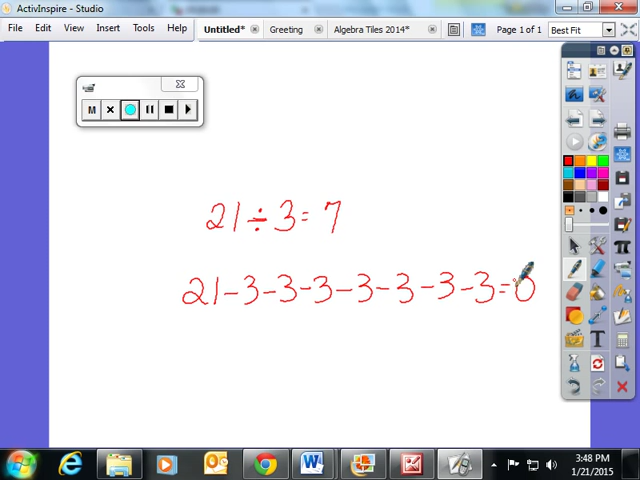 ActivInspire - Studio
File Edit View Insert Tools Help Untitled* Greeting Algebra Tiles 2014* Page 1 of 1 Best Fit
M
21 ÷ 3 = 7
21 - 3 - 3 - 3 - 3 - 3 - 3 - 3 = 0
T
3:48 PM
1/21/2015